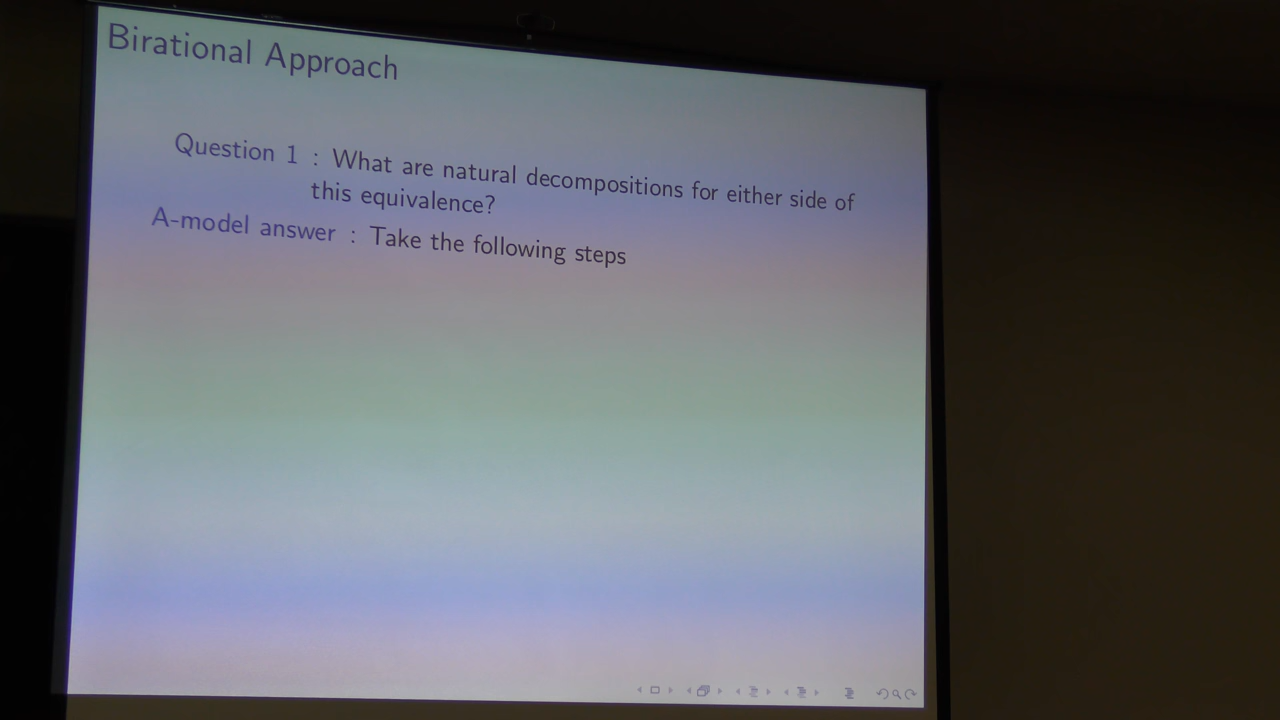 Birational Approach
Question 1 : What are natural decompositions for either side of
this equivalence?
A-model answer : Take the following steps